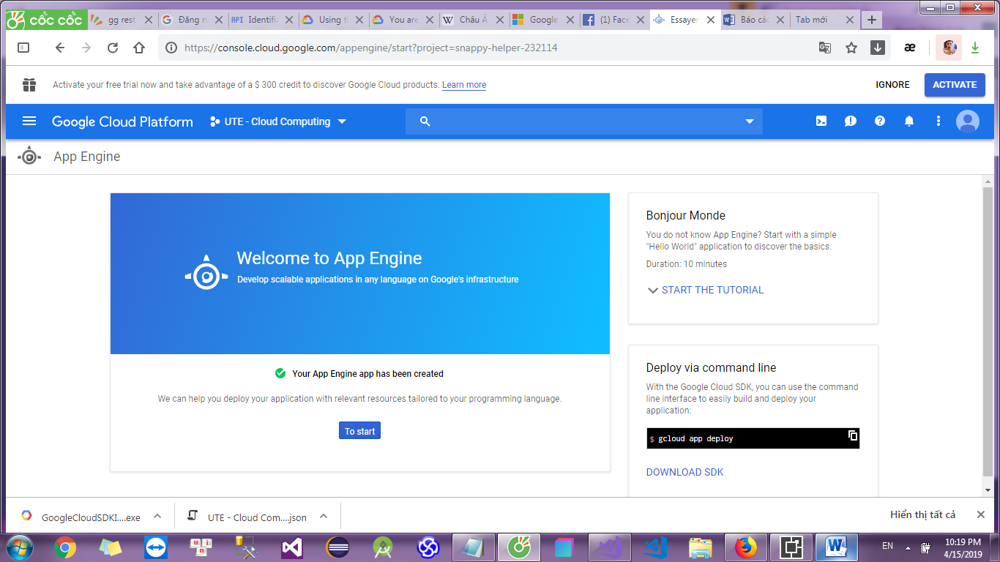 cốc cốc
gg rest
Đăng n
API Identifi
Using t
You are
W Châu Á
Google
(1) Face
Essayer
Báo cá
Tab mới
https://console.cloud.google.com/appengine/start?project=snappy-helper-232114
æ
Activate your free trial now and take advantage of a $ 300 credit to discover Google Cloud products. Learn more
IGNORE
ACTIVATE
Google Cloud Platform
UTE - Cloud Computing
App Engine
Welcome to App Engine
Develop scalable applications in any language on Google's infrastructure
Your App Engine app has been created
We can help you deploy your application with relevant resources tailored to your programming language.
To start
Bonjour Monde
You do not know App Engine? Start with a simple
"Hello World" application to discover the basics.
Duration: 10 minutes
START THE TUTORIAL
Deploy via command line
With the Google Cloud SDK, you can use the command
line interface to easily build and deploy your
application:
$ gcloud app deploy
DOWNLOAD SDK
GoogleCloudSDKI....exe
UTE - Cloud Com....json
Hiển thị tất cả
EN
10:19 PM
4/15/2019